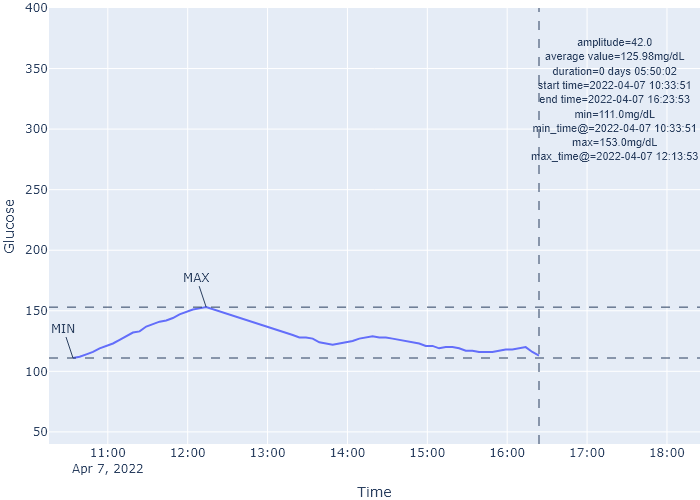 400
350
300
250
200
150
100
50
Glucose
amplitude=42.0
average value=125.98mg/dL
duration=0 days 05:50:02
start time=2022-04-07 10:33:51
end time=2022-04-07 16:23:53
min=111.0mg/dL
min_time@=2022-04-07 10:33:51
max=153.0mg/dL
max_time@=2022-04-07 12:13:53
MAX
MIN
11:00 12:00 13:00 14:00 15:00 16:00 17:00 18:00
Apr 7, 2022
Time